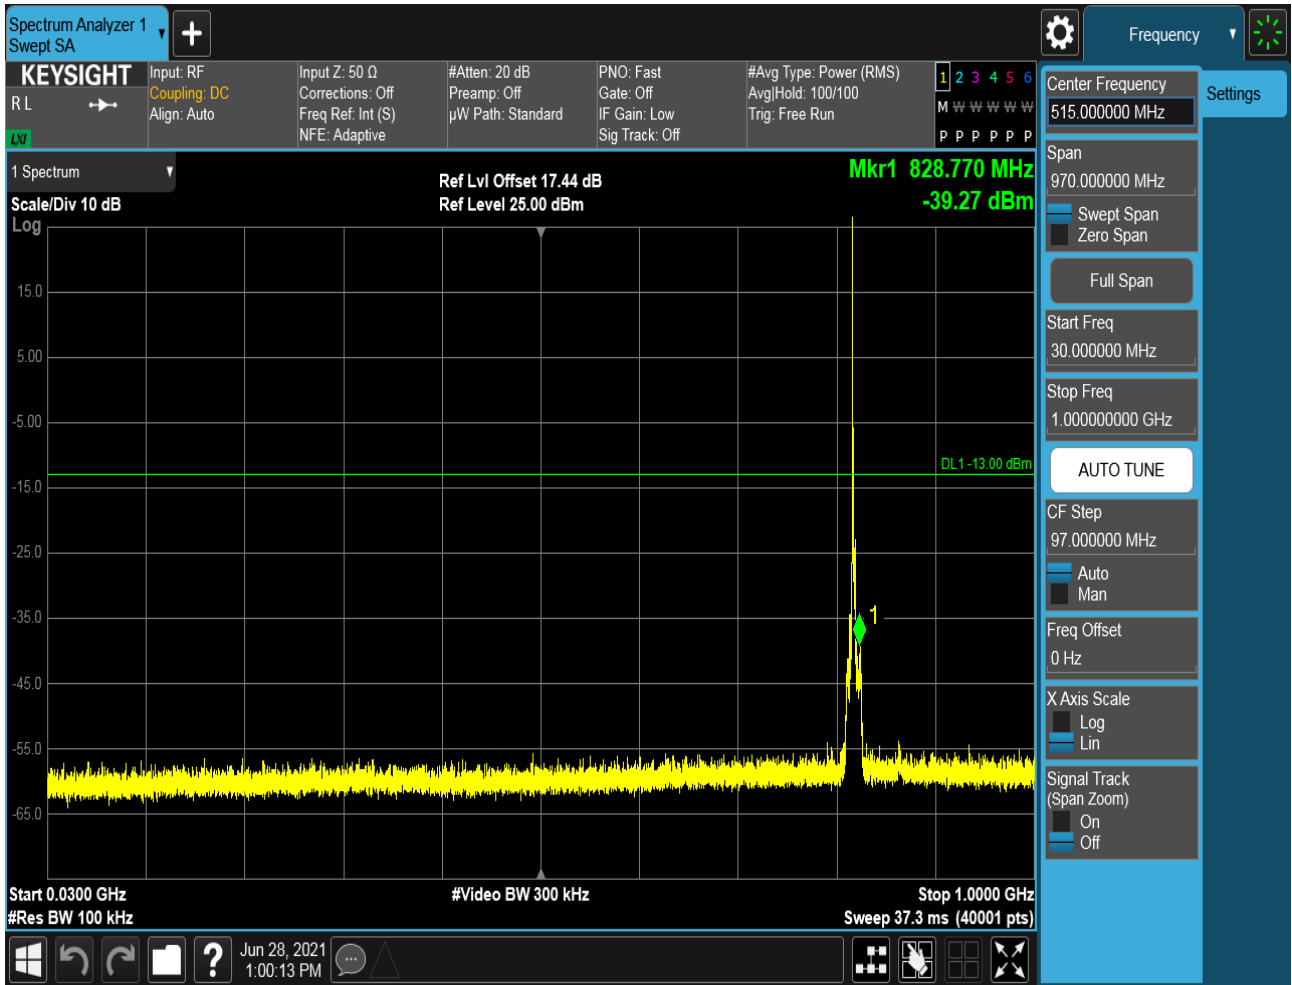 Spectrum Analyzer 1
Swept SA
Frequency
KEYSIGHT
R L
LXI
Input: RF
Coupling: DC
Align: Auto
Input Z: 50 Ω
Corrections: Off
Freq Ref: Int (S)
NFE: Adaptive
#Atten: 20 dB
Preamp: Off
µW Path: Standard
PNO: Fast
Gate: Off
IF Gain: Low
Sig Track: Off
#Avg Type: Power (RMS)
Avg|Hold: 100/100
Trig: Free Run
1 2 3 4 5 6
M W W W W W
P P P P P P
1 Spectrum
Scale/Div 10 dB
Log
Ref Lvl Offset 17.44 dB
Ref Level 25.00 dBm
Mkr1 828.770 MHz
-39.27 dBm
15.0
5.00
-5.00
-15.0
-25.0
-35.0
-45.0
-55.0
-65.0
DL1 -13.00 dBm
1
Start 0.0300 GHz
#Res BW 100 kHz
#Video BW 300 kHz
Stop 1.0000 GHz
Sweep 37.3 ms (40001 pts)
Center Frequency
515.000000 MHz
Settings
Span
970.000000 MHz
Swept Span
Zero Span
Full Span
Start Freq
30.000000 MHz
Stop Freq
1.000000000 GHz
AUTO TUNE
CF Step
97.000000 MHz
Auto
Man
Freq Offset
0 Hz
X Axis Scale
Log
Lin
Signal Track
(Span Zoom)
On
Off
?
Jun 28, 2021
1:00:13 PM